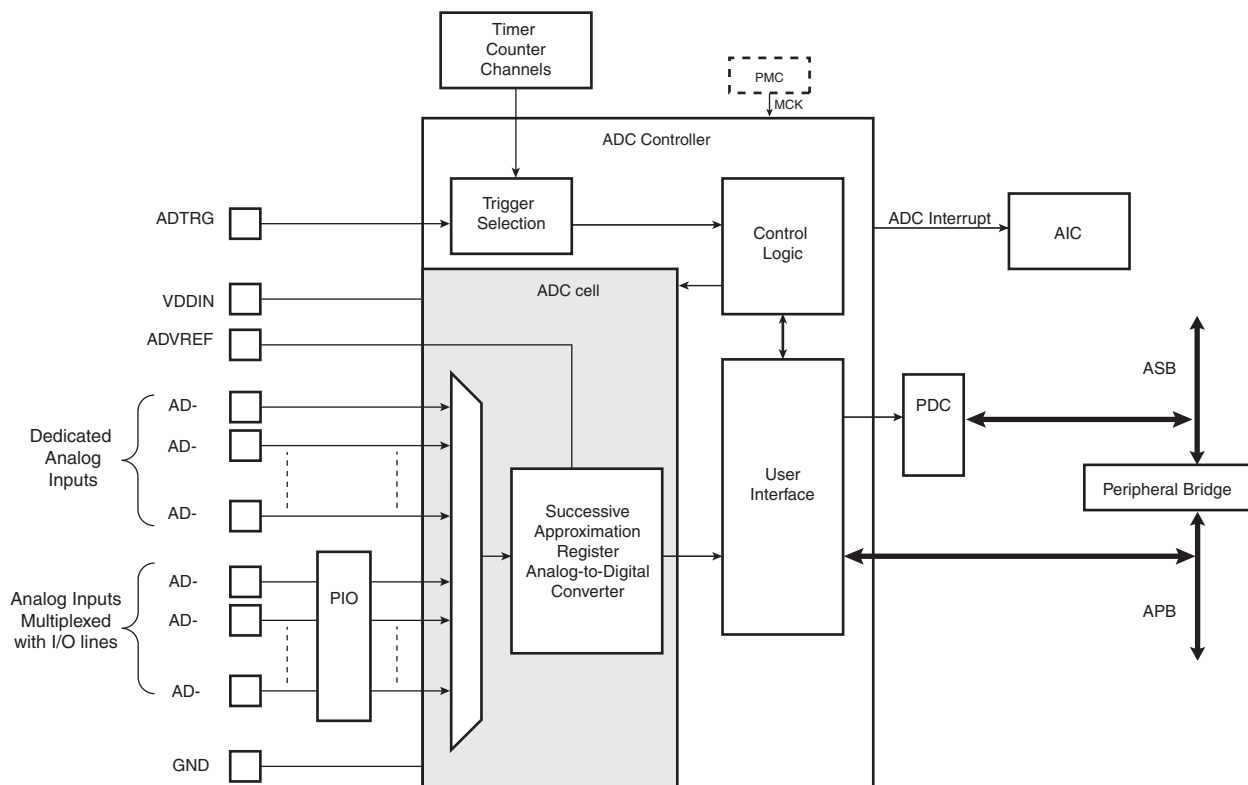 Timer
Counter
Channels
PMC
MCK
ADC Controller
ADTRG
Trigger
Selection
Control
Logic
ADC Interrupt
AIC
VDDIN
ADC cell
ADVREF
ASB
Dedicated
Analog
Inputs
AD-
AD-
AD-
PDC
User
Interface
Peripheral Bridge
Successive
Approximation
Register
Analog-to-Digital
Converter
Analog Inputs
Multiplexed
with I/O lines
AD-
AD-
AD-
PIO
APB
GND